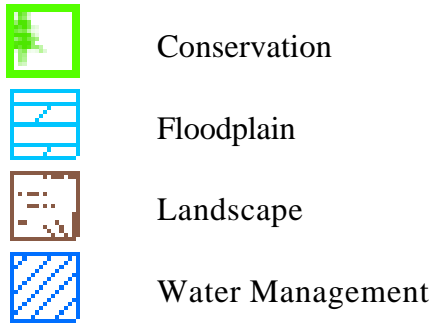 Conservation
Floodplain
Landscape
Water Management